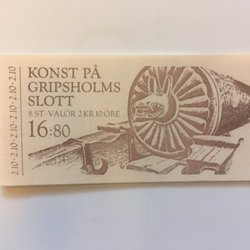 2.10·2.10·2.10·2.10·2.10·2.10
KONST PÅ
GRIPSHOLMS
SLOTT
8 ST· VALÖR 2 KR 10 ÖRE
16:80